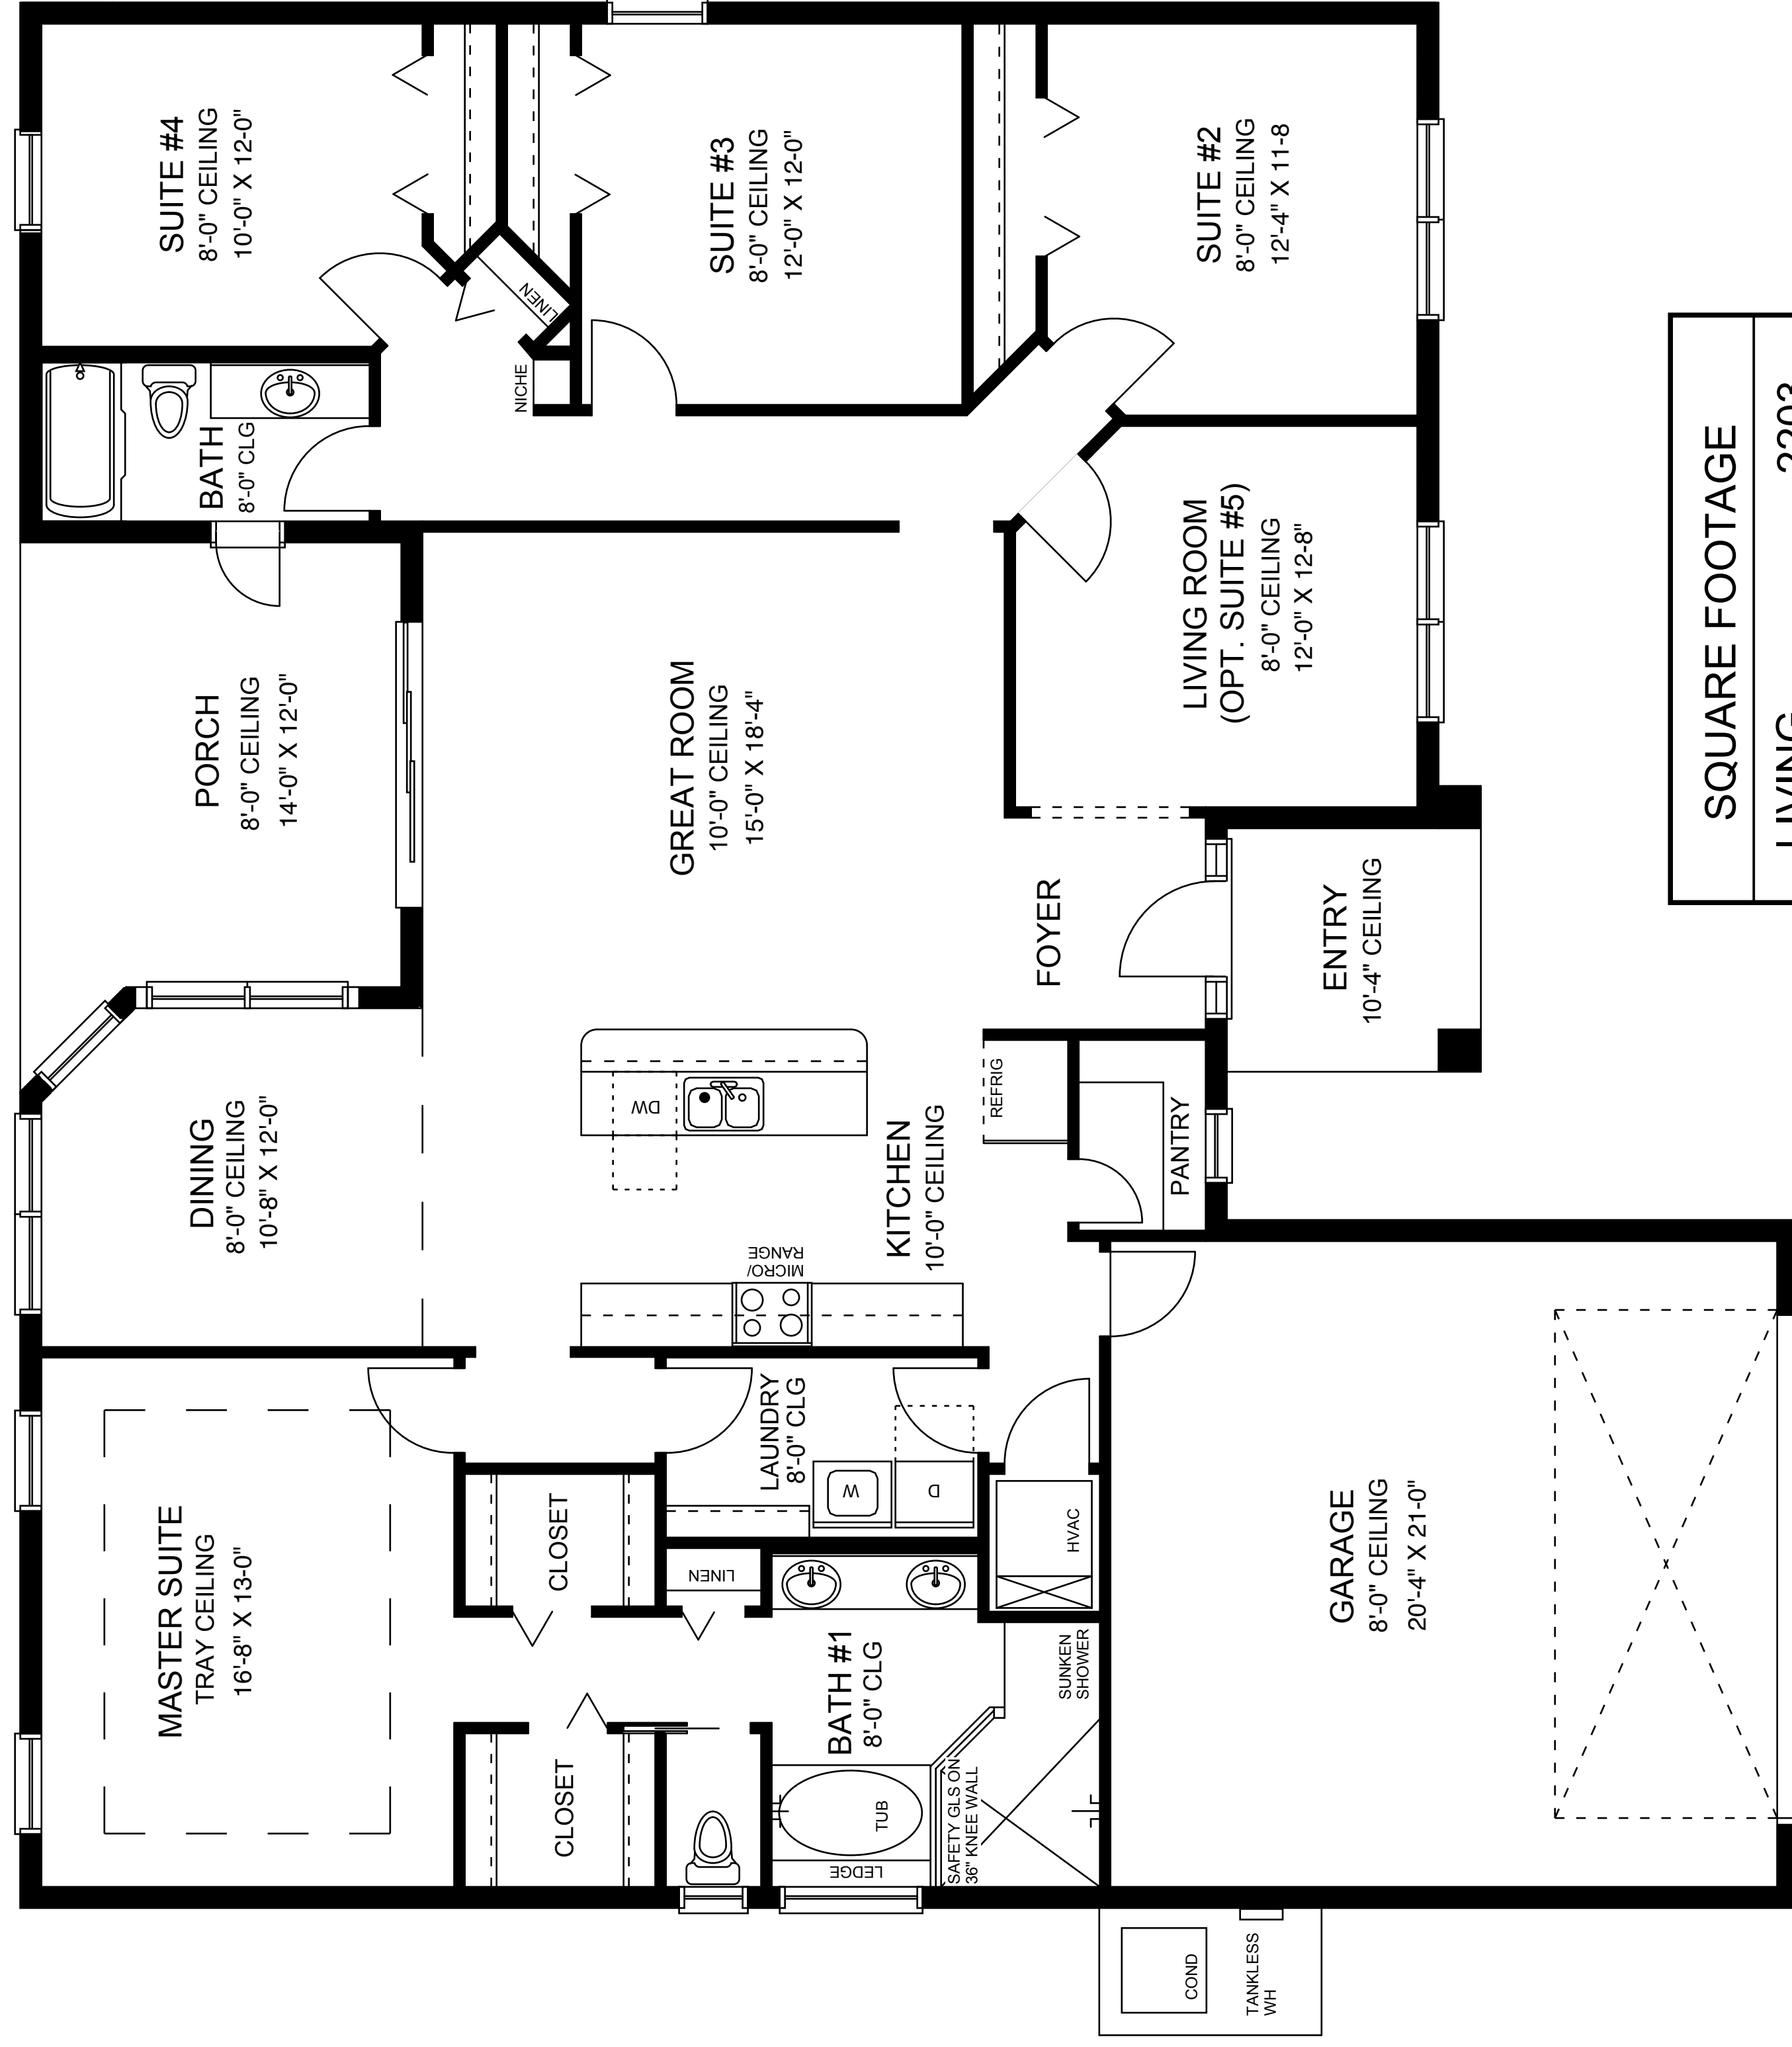 SUITE #4
8'-0" CEILING
10'-0" X 12-0"
LINEN
NICHE
SUITE #3
8'-0" CEILING
12'-0" X 12-0"
SUITE #2
8'-0" CEILING
12'-4" X 11-8
BATH
8'-0" CLG
PORCH
8'-0" CEILING
14'-0" X 12'-0"
GREAT ROOM
10'-0" CEILING
15'-0" X 18'-4"
LIVING ROOM
(OPT. SUITE #5)
8'-0" CEILING
12'-0" X 12-8"
SQUARE FOOTAGE
LIVING 2203
FOYER
ENTRY
10'-4" CEILING
DINING
8'-0" CEILING
10'-8" X 12'-0"
DW
KITCHEN
10'-0" CEILING
REFRIG
PANTRY
MICRO/
RANGE
MASTER SUITE
TRAY CEILING
16'-8" X 13-0"
CLOSET
LAUNDRY
8'-0" CLG
W
D
LINEN
HVAC
GARAGE
8'-0" CEILING
20'-4" X 21-0"
CLOSET
BATH #1
8'-0" CLG
SUNKEN
SHOWER
TUB
LEDGE
SAFETY GLS ON
36" KNEE WALL
COND
TANKLESS
WH